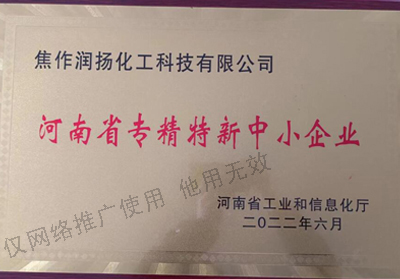 焦作润扬化工科技有限公司
河南省专精特新中小企业
仅网络推广使用 他用无效
河南省工业和信息化厅
二〇二二年六月